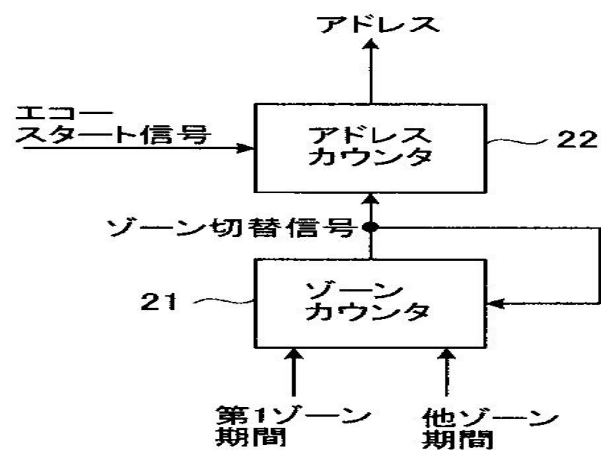 アドレス
エコー
スタート信号
アドレス
カウンタ
22
ゾーン切替信号
21
ゾーン
カウンタ
第1ゾーン
期間
他ゾーン
期間